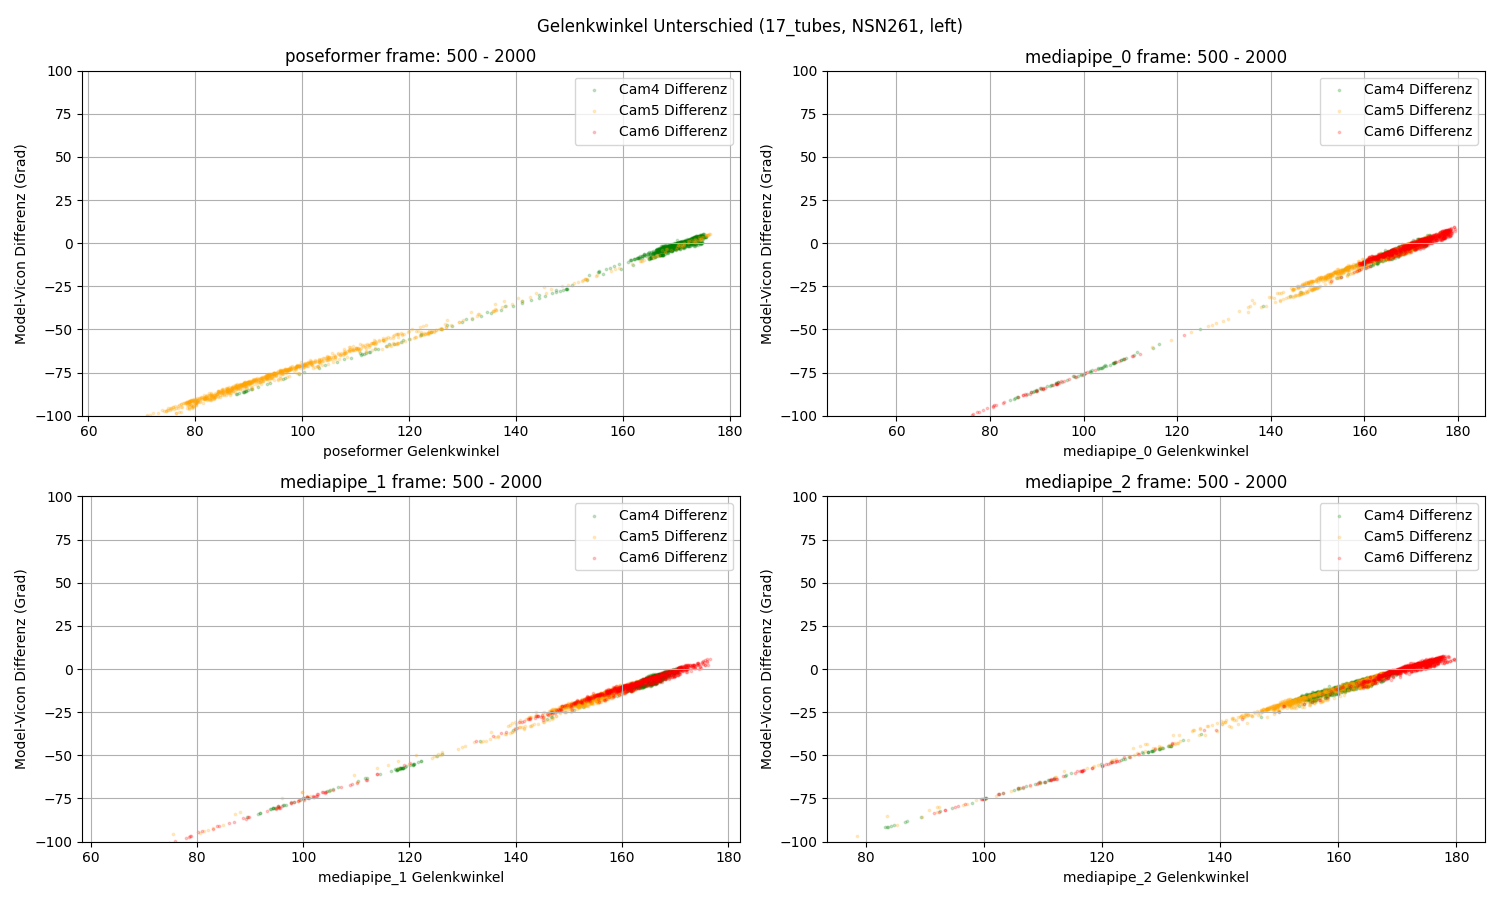 Gelenkwinkel Unterschied (17_tubes, NSN261, left)
poseformer frame: 500 - 2000
100
75
50
25
0
−25
−50
−75
−100
Model-Vicon Differenz (Grad)
Cam4 Differenz
Cam5 Differenz
Cam6 Differenz
60 80 100 120 140 160 180
poseformer Gelenkwinkel
mediapipe_0 frame: 500 - 2000
100
75
50
25
0
−25
−50
−75
−100
Model-Vicon Differenz (Grad)
Cam4 Differenz
Cam5 Differenz
Cam6 Differenz
60 80 100 120 140 160 180
mediapipe_0 Gelenkwinkel
mediapipe_1 frame: 500 - 2000
100
75
50
25
0
−25
−50
−75
−100
Model-Vicon Differenz (Grad)
Cam4 Differenz
Cam5 Differenz
Cam6 Differenz
60 80 100 120 140 160 180
mediapipe_1 Gelenkwinkel
mediapipe_2 frame: 500 - 2000
100
75
50
25
0
−25
−50
−75
−100
Model-Vicon Differenz (Grad)
Cam4 Differenz
Cam5 Differenz
Cam6 Differenz
80 100 120 140 160 180
mediapipe_2 Gelenkwinkel